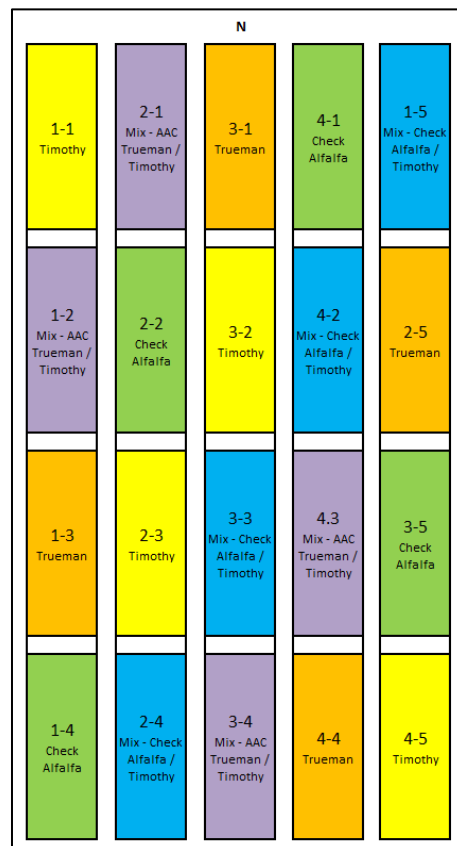 N
1-1
Timothy
2-1
Mix - AAC
Trueman /
Timothy
3-1
Trueman
4-1
Check
Alfalfa
1-5
Mix - Check
Alfalfa /
Timothy
1-2
Mix - AAC
Trueman /
Timothy
2-2
Check
Alfalfa
3-2
Timothy
4-2
Mix - Check
Alfalfa /
Timothy
2-5
Trueman
1-3
Trueman
2-3
Timothy
3-3
Mix - Check
Alfalfa /
Timothy
4.3
Mix - AAC
Trueman /
Timothy
3-5
Check
Alfalfa
1-4
Check
Alfalfa
2-4
Mix - Check
Alfalfa /
Timothy
3-4
Mix - AAC
Trueman /
Timothy
4-4
Trueman
4-5
Timothy